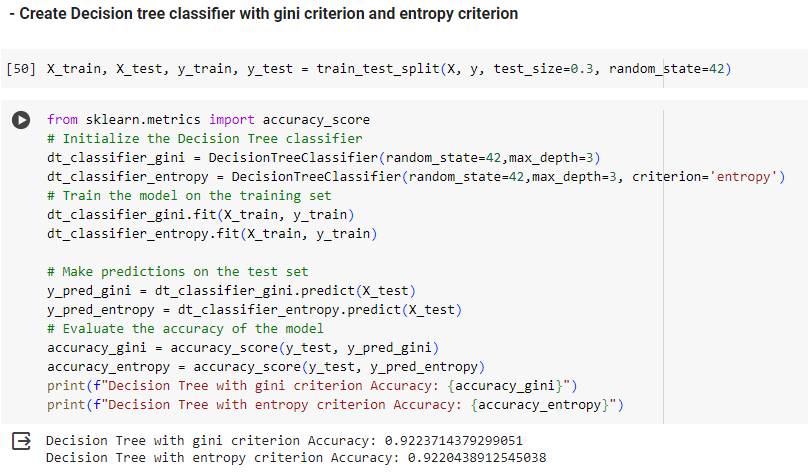 - Create Decision tree classifier with gini criterion and entropy criterion
[50] X_train, X_test, y_train, y_test = train_test_split(X, y, test_size=0.3, random_state=42)
from sklearn.metrics import accuracy_score
# Initialize the Decision Tree classifier
dt_classifier_gini = DecisionTreeClassifier(random_state=42,max_depth=3)
dt_classifier_entropy = DecisionTreeClassifier(random_state=42,max_depth=3, criterion='entropy')
# Train the model on the training set
dt_classifier_gini.fit(X_train, y_train)
dt_classifier_entropy.fit(X_train, y_train)
# Make predictions on the test set
y_pred_gini = dt_classifier_gini.predict(X_test)
y_pred_entropy = dt_classifier_entropy.predict(X_test)
# Evaluate the accuracy of the model
accuracy_gini = accuracy_score(y_test, y_pred_gini)
accuracy_entropy = accuracy_score(y_test, y_pred_entropy)
print(f"Decision Tree with gini criterion Accuracy: {accuracy_gini}")
print(f"Decision Tree with entropy criterion Accuracy: {accuracy_entropy}")
Decision Tree with gini criterion Accuracy: 0.9223714379299051
Decision Tree with entropy criterion Accuracy: 0.9220438912545038